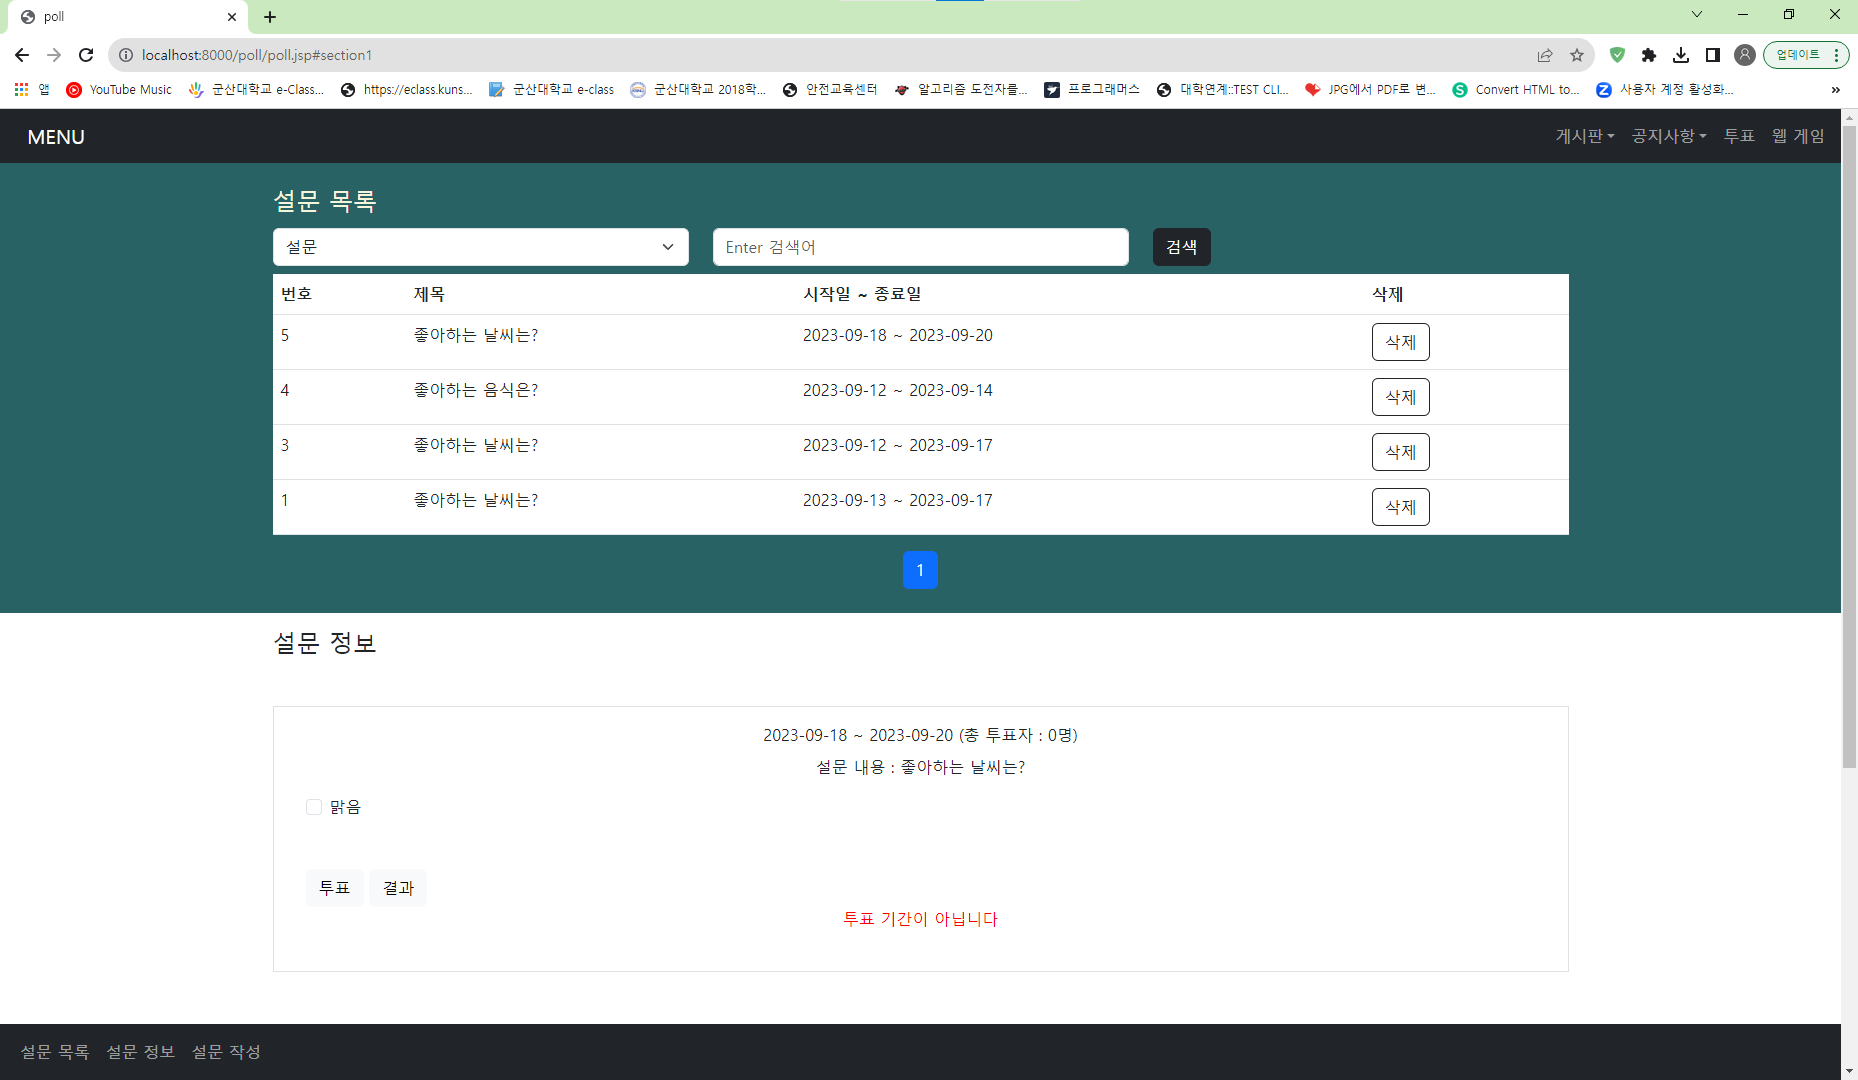 poll
localhost:8000/poll/poll.jsp#section1
업데이트
앱 YouTube Music 군산대학교 e-Class... https://eclass.kuns... 군산대학교 e-class 군산대학교 2018학... 안전교육센터 알고리즘 도전자를... 프로그래머스 대학연계::TEST CLI... JPG에서 PDF로 변... Convert HTML to... 사용자 계정 활성화... »
MENU 게시판 공지사항 투표 웹 게임
설문 목록
설문 Enter 검색어 검색
번호 제목 시작일 ~ 종료일 삭제
5 좋아하는 날씨는? 2023-09-18 ~ 2023-09-20 삭제
4 좋아하는 음식은? 2023-09-12 ~ 2023-09-14 삭제
3 좋아하는 날씨는? 2023-09-12 ~ 2023-09-17 삭제
1 좋아하는 날씨는? 2023-09-13 ~ 2023-09-17 삭제
1
설문 정보
2023-09-18 ~ 2023-09-20 (총 투표자 : 0명)
설문 내용 : 좋아하는 날씨는?
맑음
투표 결과
투표 기간이 아닙니다
설문 목록 설문 정보 설문 작성